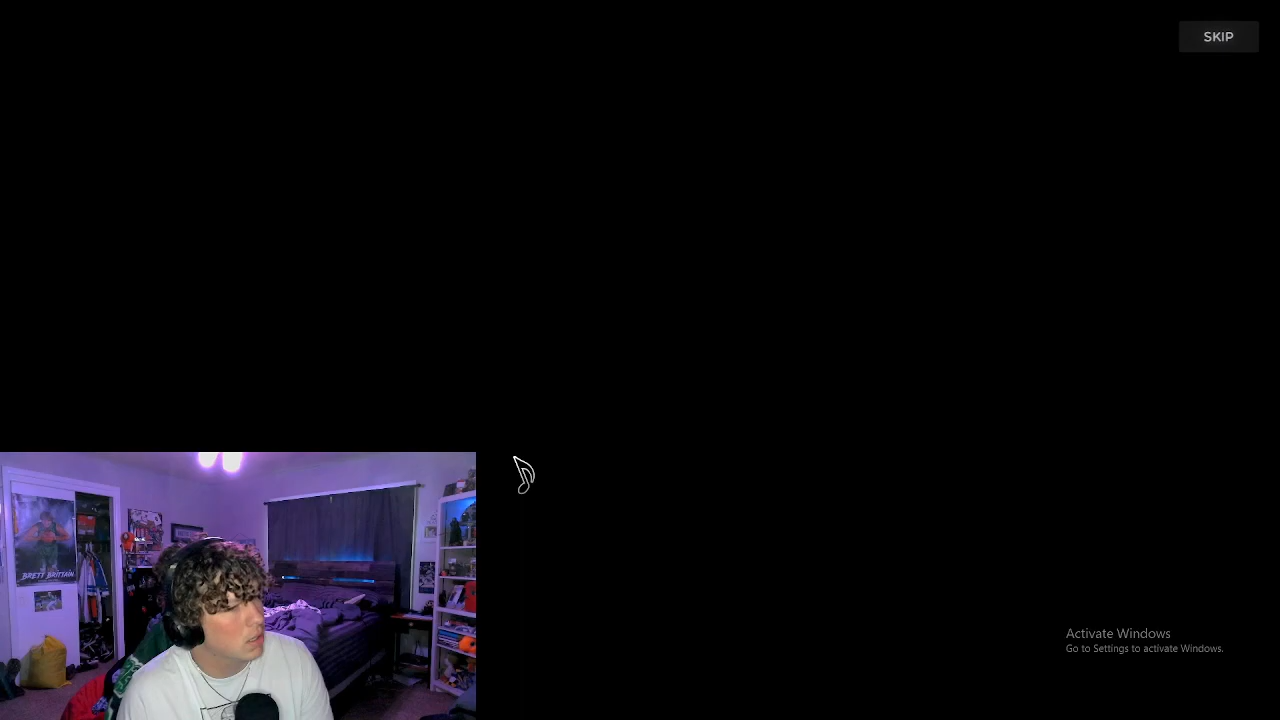 SKIP
BRETT BRITTAIN
Activate Windows
Go to Settings to activate Windows.